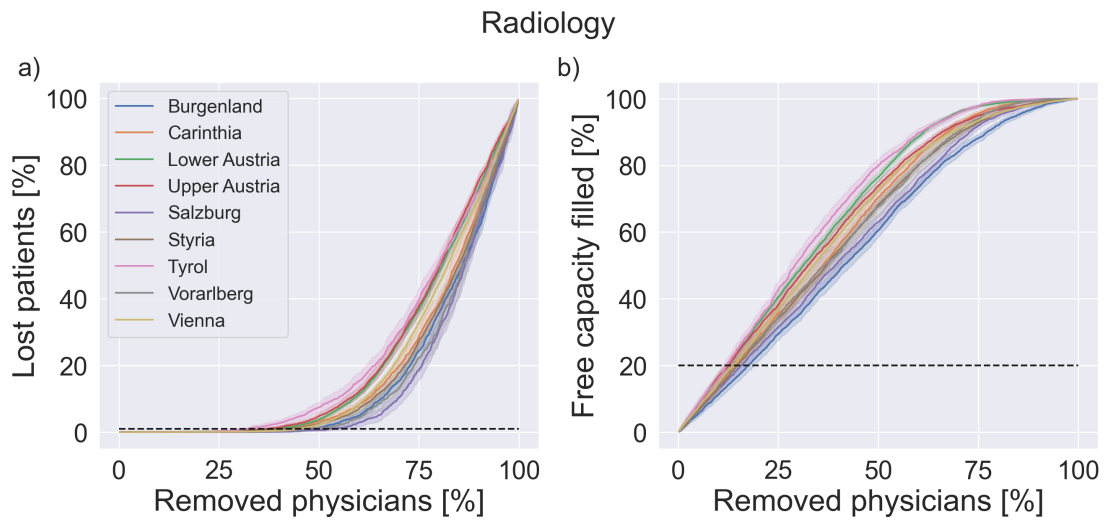 Radiology
a)
Lost patients [%]
100
80
60
40
20
0
Burgenland
Carinthia
Lower Austria
Upper Austria
Salzburg
Styria
Tyrol
Vorarlberg
Vienna
0 25 50 75 100
Removed physicians [%]
b)
Free capacity filled [%]
100
80
60
40
20
0
0 25 50 75 100
Removed physicians [%]